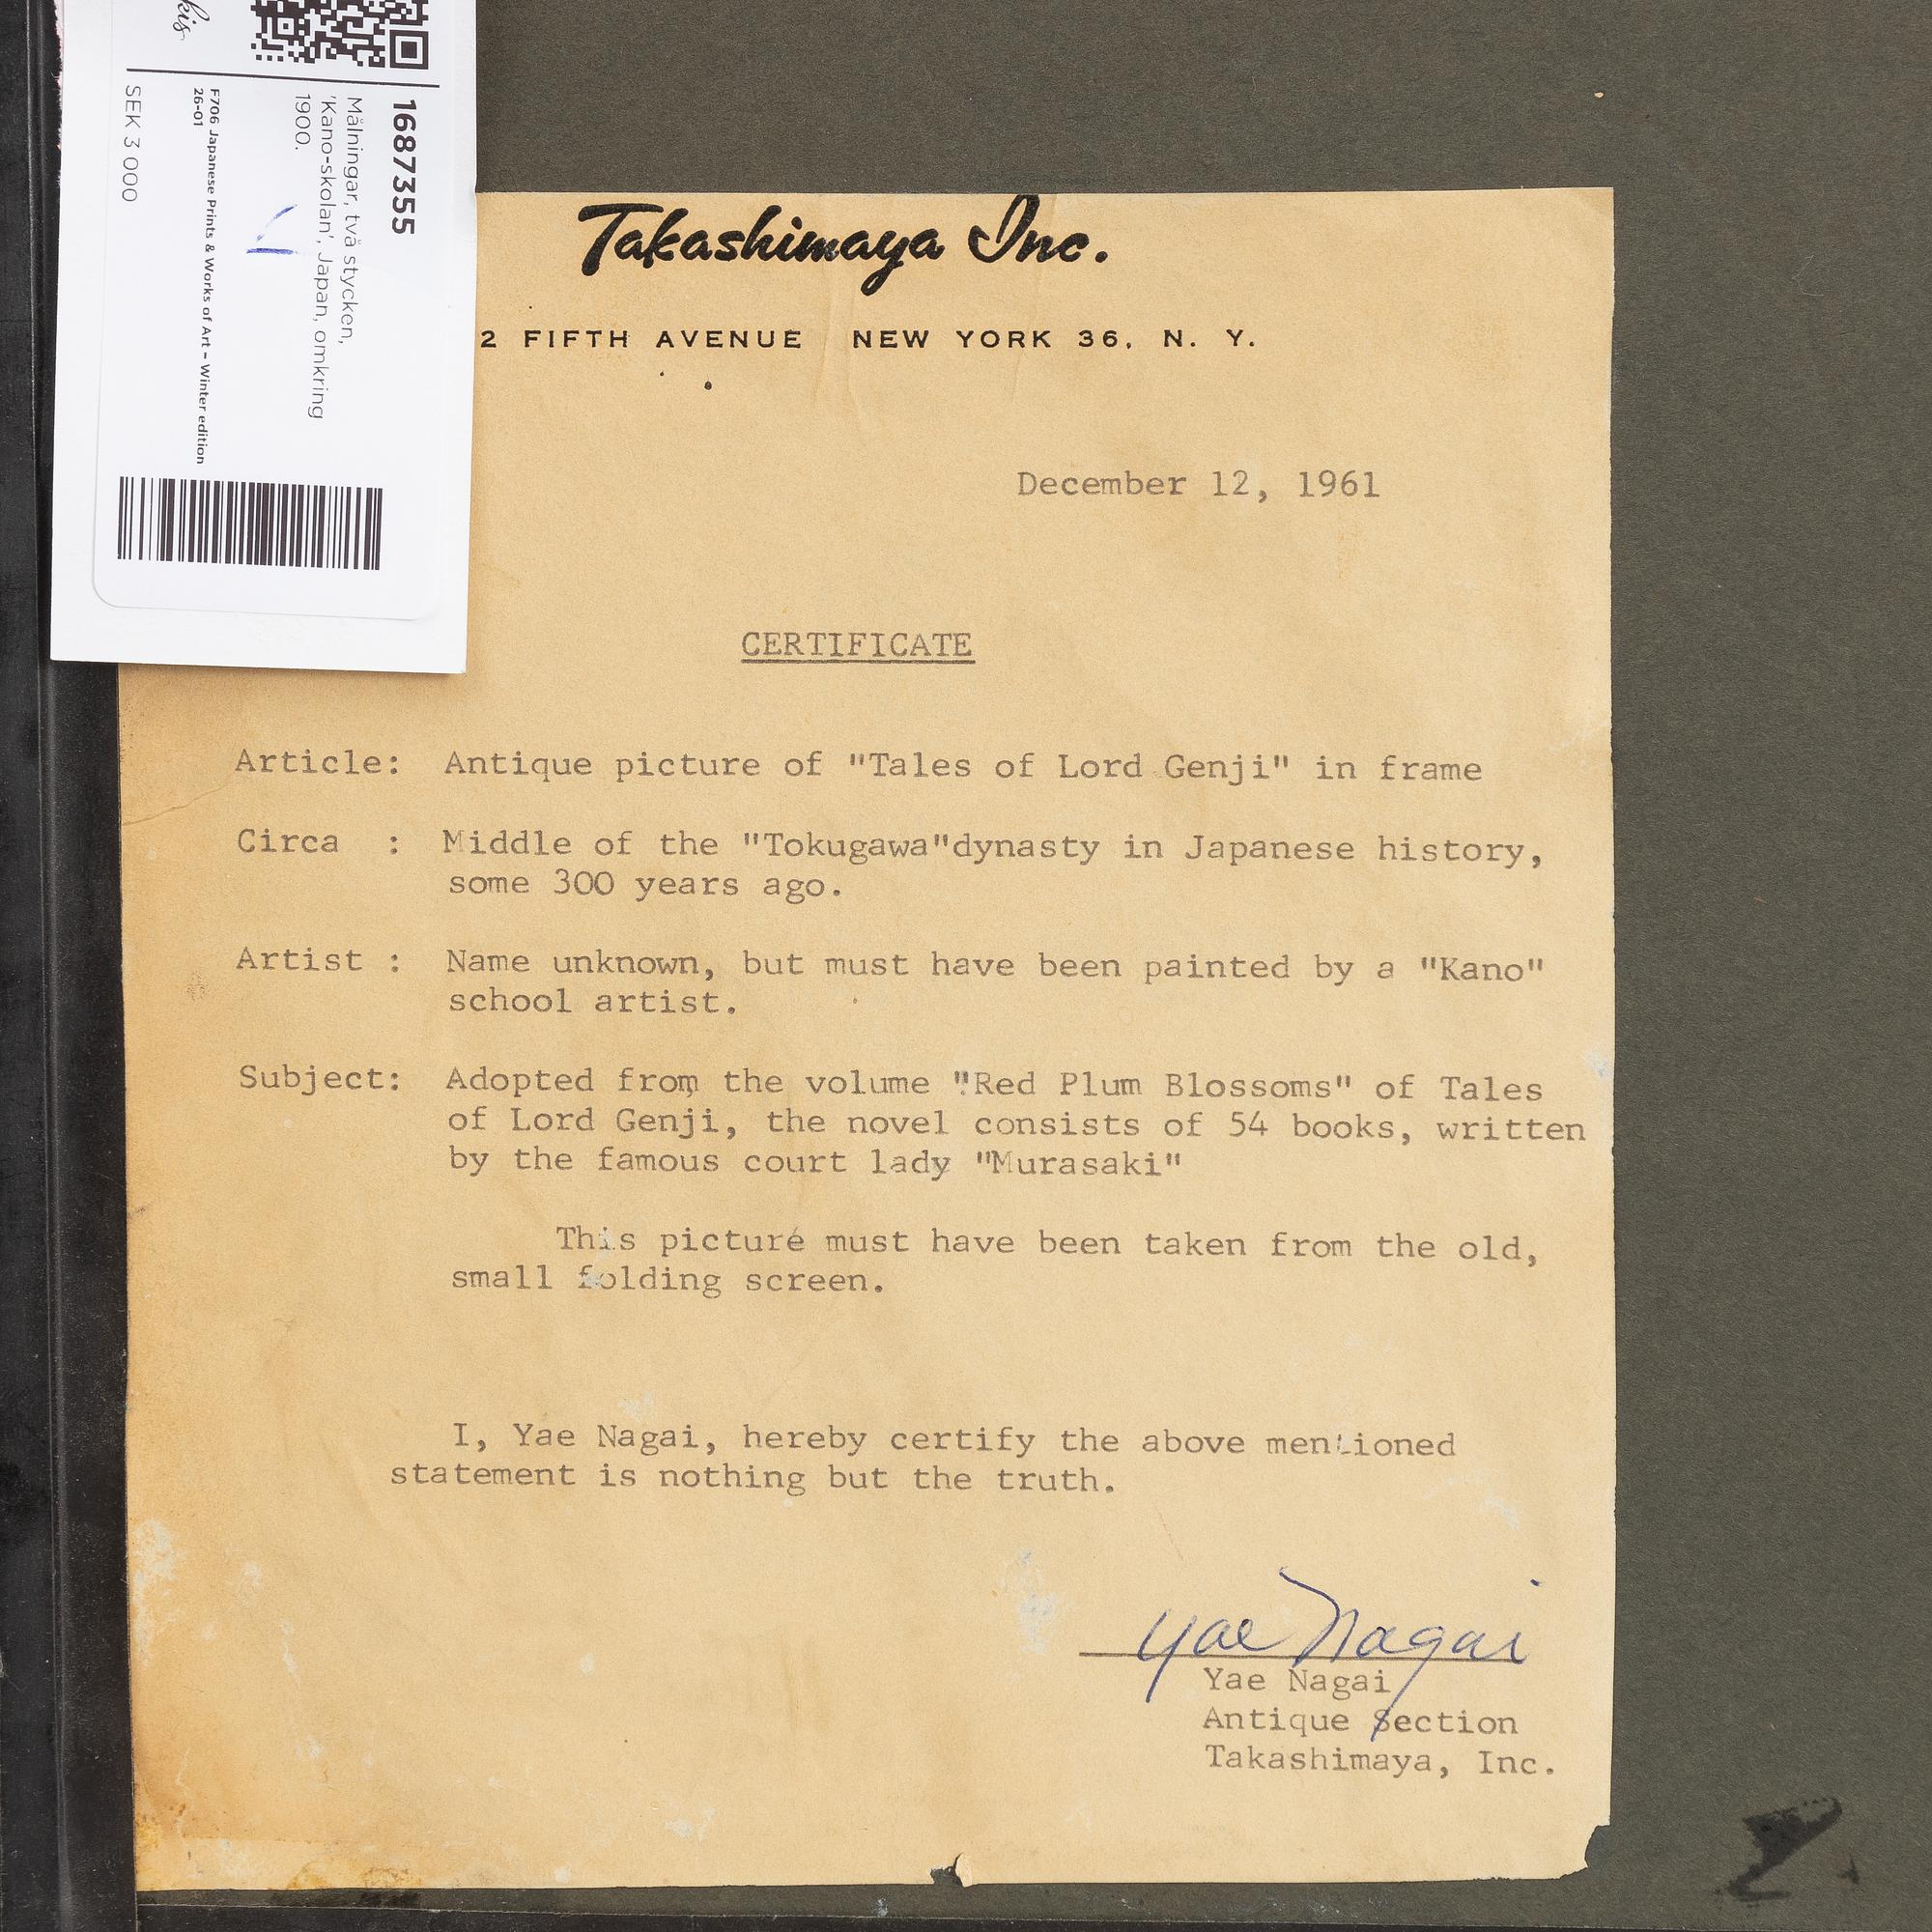 kis
1687355
Målningar, två stycken,
'Kano-skolan', Japan, omkring
1900.
F706 Japanese Prints & Works of Art – Winter edition
26-01
SEK 3 000
Takashimaya Inc.
2 FIFTH AVENUE NEW YORK 36, N. Y.
December 12, 1961
CERTIFICATE
Article: Antique picture of "Tales of Lord Genji" in frame
Circa : Middle of the "Tokugawa"dynasty in Japanese history,
some 300 years ago.
Artist : Name unknown, but must have been painted by a "Kano"
school artist.
Subject: Adopted from the volume "Red Plum Blossoms" of Tales
of Lord Genji, the novel consists of 54 books, written
by the famous court lady "Murasaki"
This picture must have been taken from the old,
small folding screen.
I, Yae Nagai, hereby certify the above mentioned
statement is nothing but the truth.
Yae Nagai
Yae Nagai
Antique Section
Takashimaya, Inc.